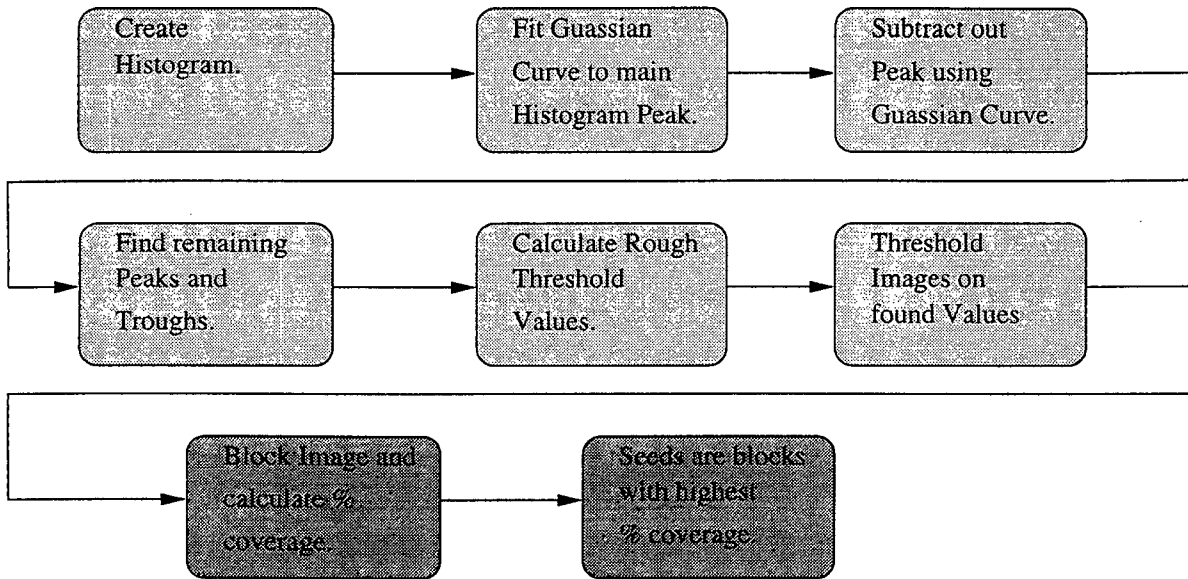 Create
Histogram.
Fit Guassian
Curve to main
Histogram Peak.
Subtract out
Peak using
Guassian Curve.
Find remaining
Peaks and
Troughs.
Calculate Rough
Threshold
Values.
Threshold
Images on
found Values
Block Image and
calculate %
coverage.
Seeds are blocks
with highest
% coverage.